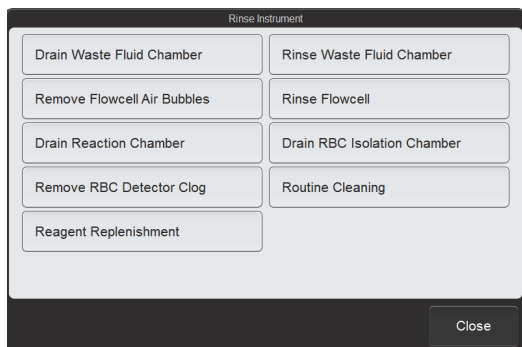 Rinse Instrument
Drain Waste Fluid Chamber
Rinse Waste Fluid Chamber
Remove Flowcell Air Bubbles
Rinse Flowcell
Drain Reaction Chamber
Drain RBC Isolation Chamber
Remove RBC Detector Clog
Routine Cleaning
Reagent Replenishment
Close